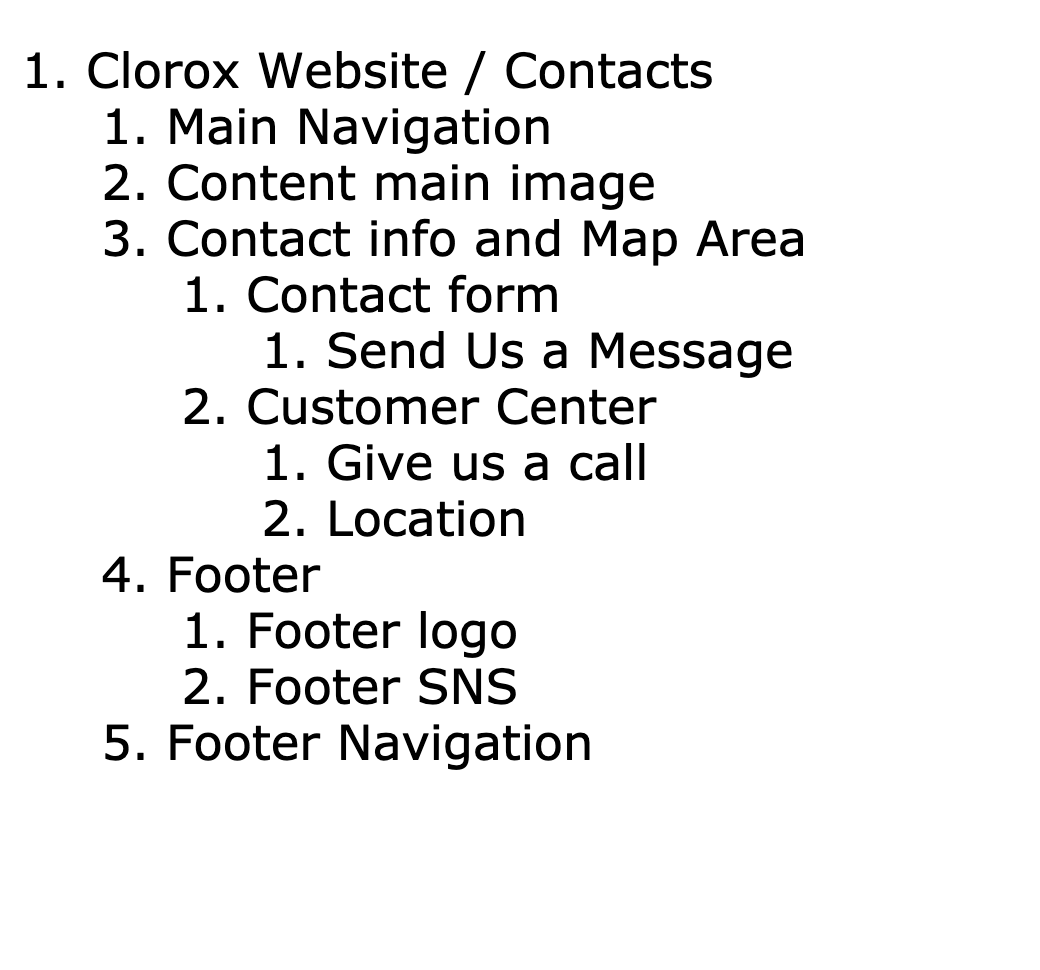 1. Clorox Website / Contacts
1. Main Navigation
2. Content main image
3. Contact info and Map Area
1. Contact form
1. Send Us a Message
2. Customer Center
1. Give us a call
2. Location
4. Footer
1. Footer logo
2. Footer SNS
5. Footer Navigation